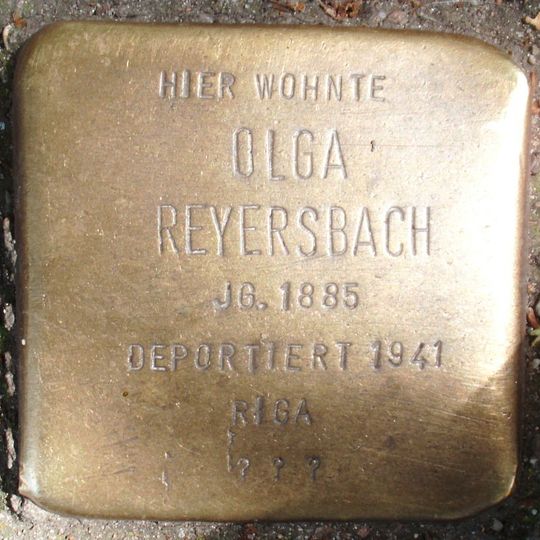 HIER WOHNTE
OLGA
REYERSBACH
JG. 1885
DEPORTIERT 1941
RIGA
? ? ?